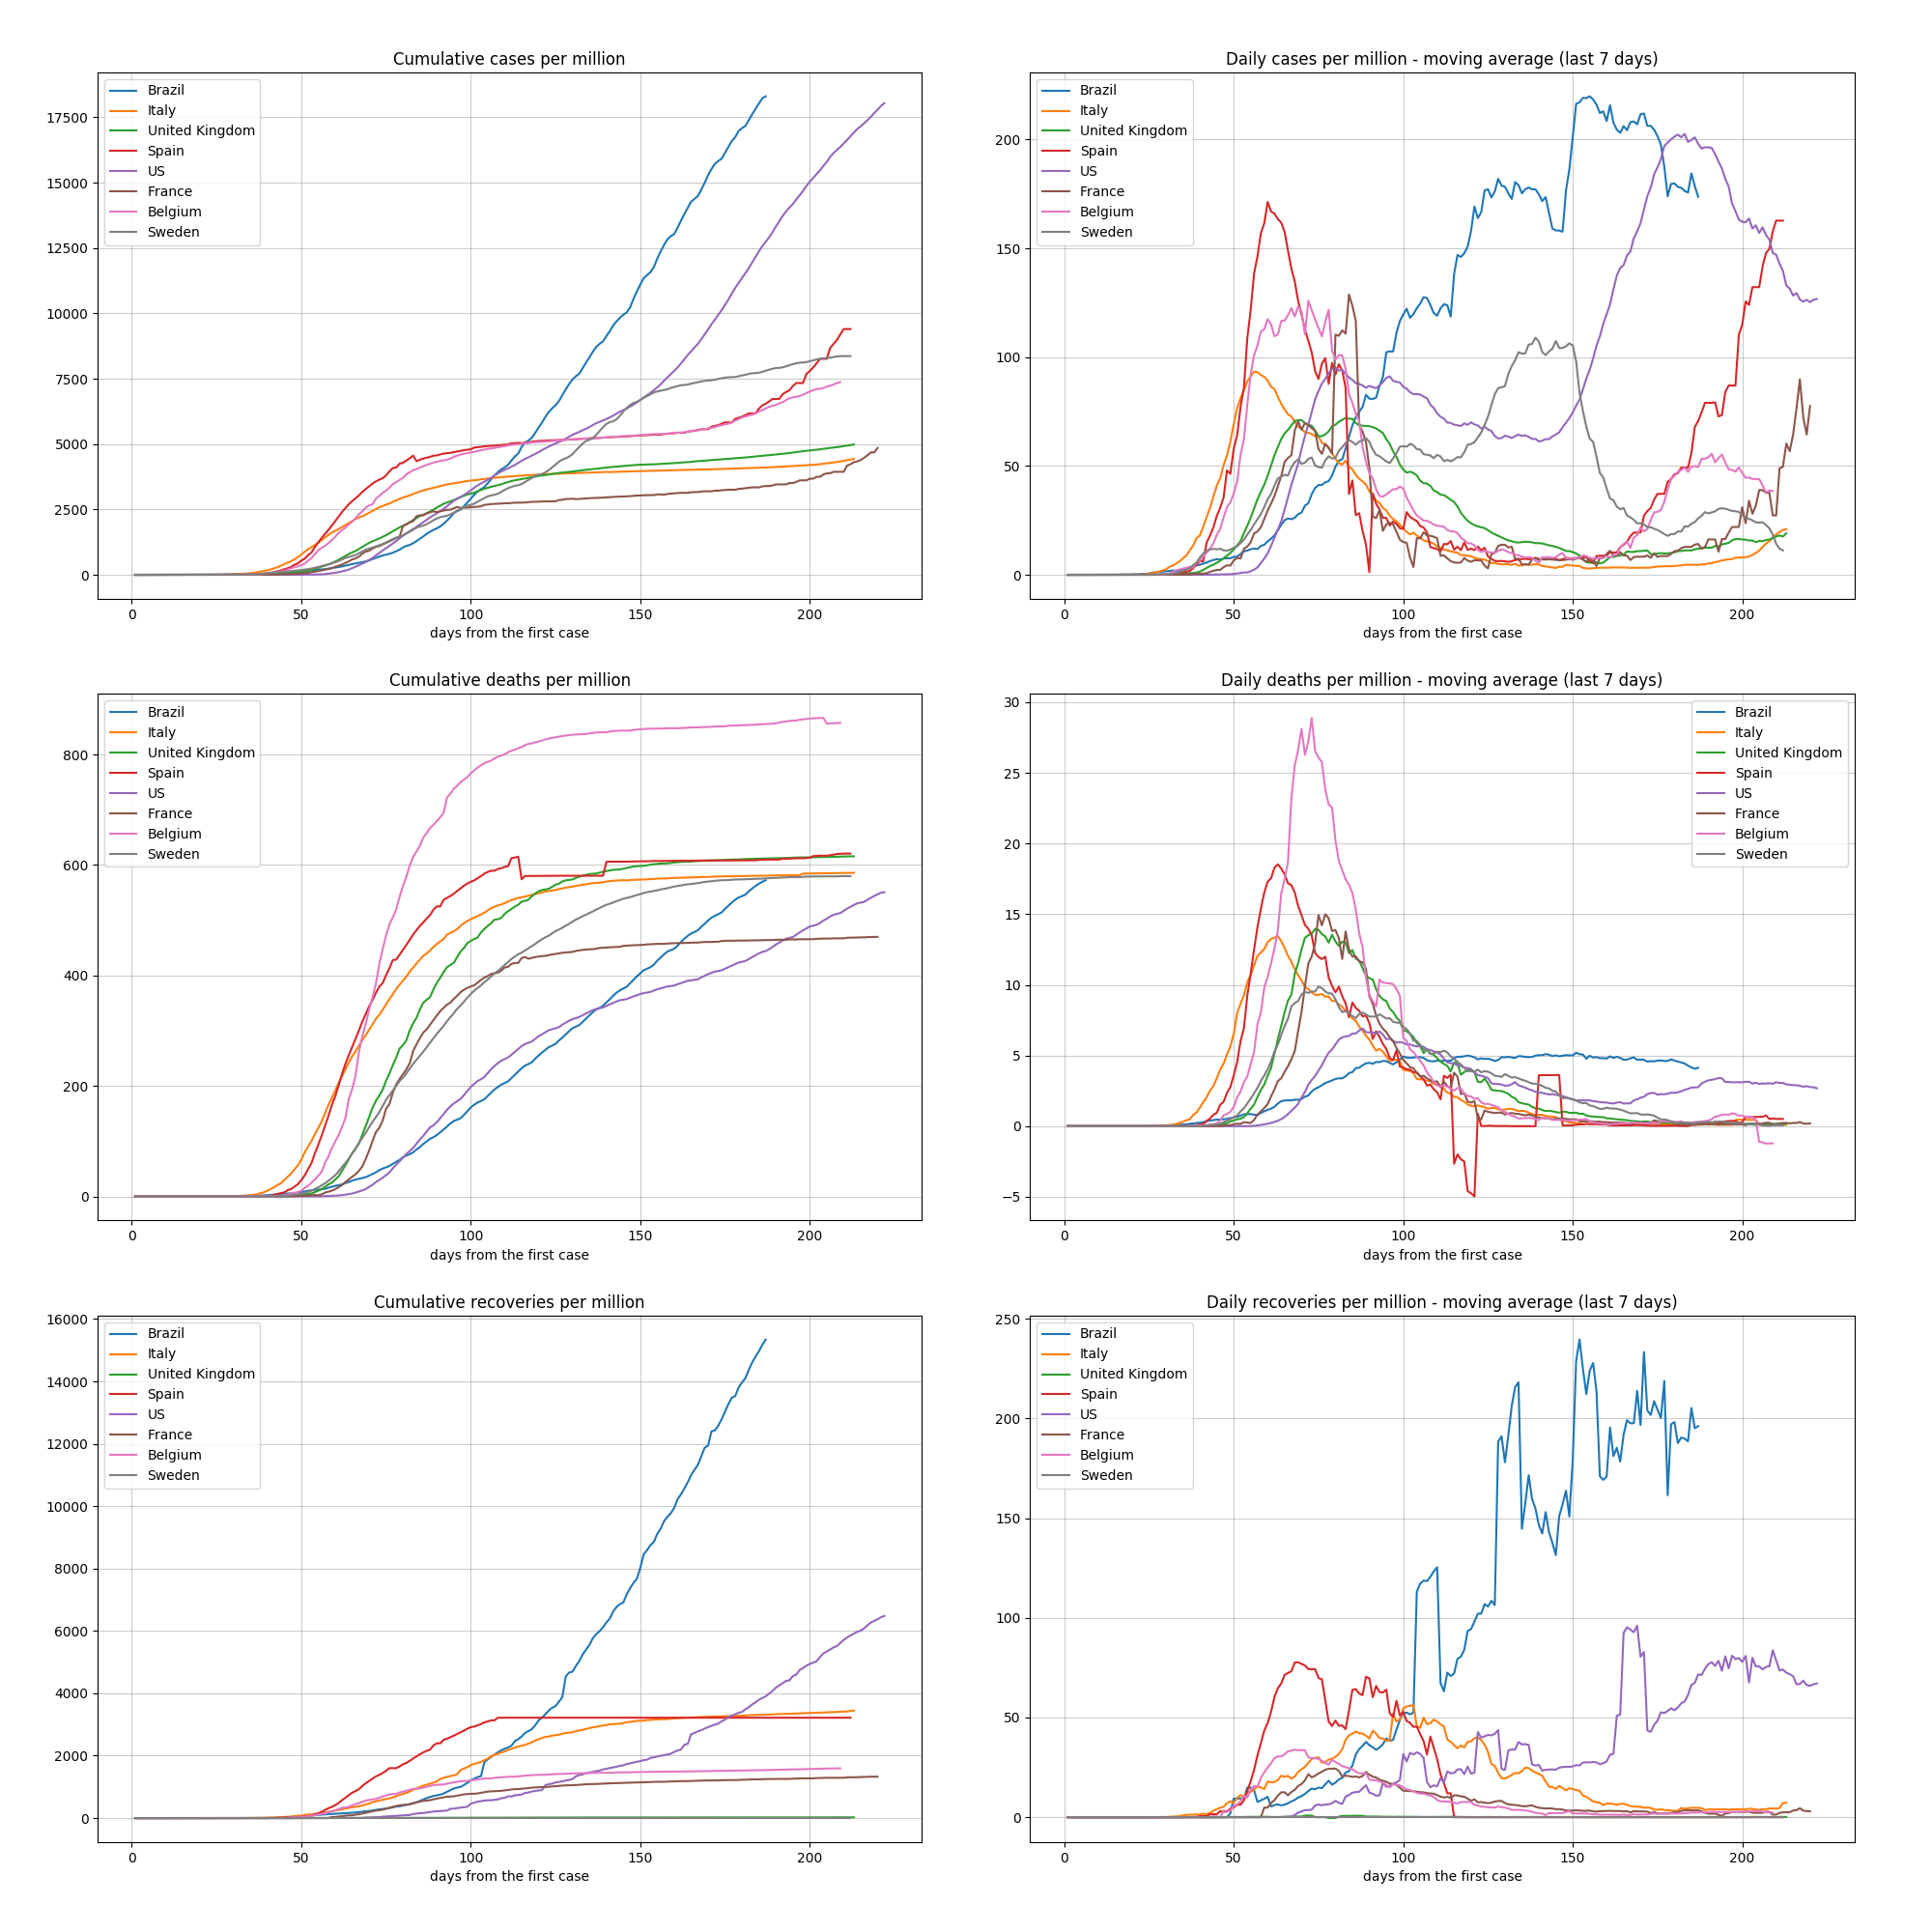 Cumulative cases per million
17500
15000
12500
10000
7500
5000
2500
0
Brazil
Italy
United Kingdom
Spain
US
France
Belgium
Sweden
0 50 100 150 200
days from the first case
Daily cases per million - moving average (last 7 days)
200
150
100
50
0
Brazil
Italy
United Kingdom
Spain
US
France
Belgium
Sweden
0 50 100 150 200
days from the first case
Cumulative deaths per million
800
600
400
200
0
Brazil
Italy
United Kingdom
Spain
US
France
Belgium
Sweden
0 50 100 150 200
days from the first case
Daily deaths per million - moving average (last 7 days)
30
25
20
15
10
5
0
−5
Brazil
Italy
United Kingdom
Spain
US
France
Belgium
Sweden
0 50 100 150 200
days from the first case
Cumulative recoveries per million
16000
14000
12000
10000
8000
6000
4000
2000
0
Brazil
Italy
United Kingdom
Spain
US
France
Belgium
Sweden
0 50 100 150 200
days from the first case
Daily recoveries per million - moving average (last 7 days)
250
200
150
100
50
0
Brazil
Italy
United Kingdom
Spain
US
France
Belgium
Sweden
0 50 100 150 200
days from the first case